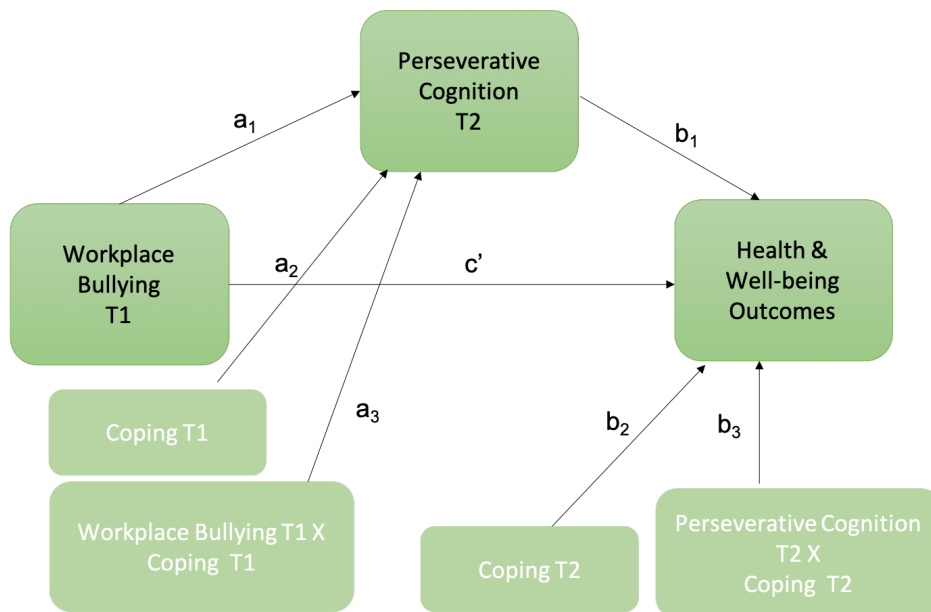 Perseverative
Cognition
T2
a₁
b₁
Workplace
Bullying
T1
a₂
c’
Health &
Well-being
Outcomes
a₃
Coping T1
b₂
b₃
Workplace Bullying T1 X
Coping T1
Coping T2
Perseverative Cognition
T2 X
Coping T2